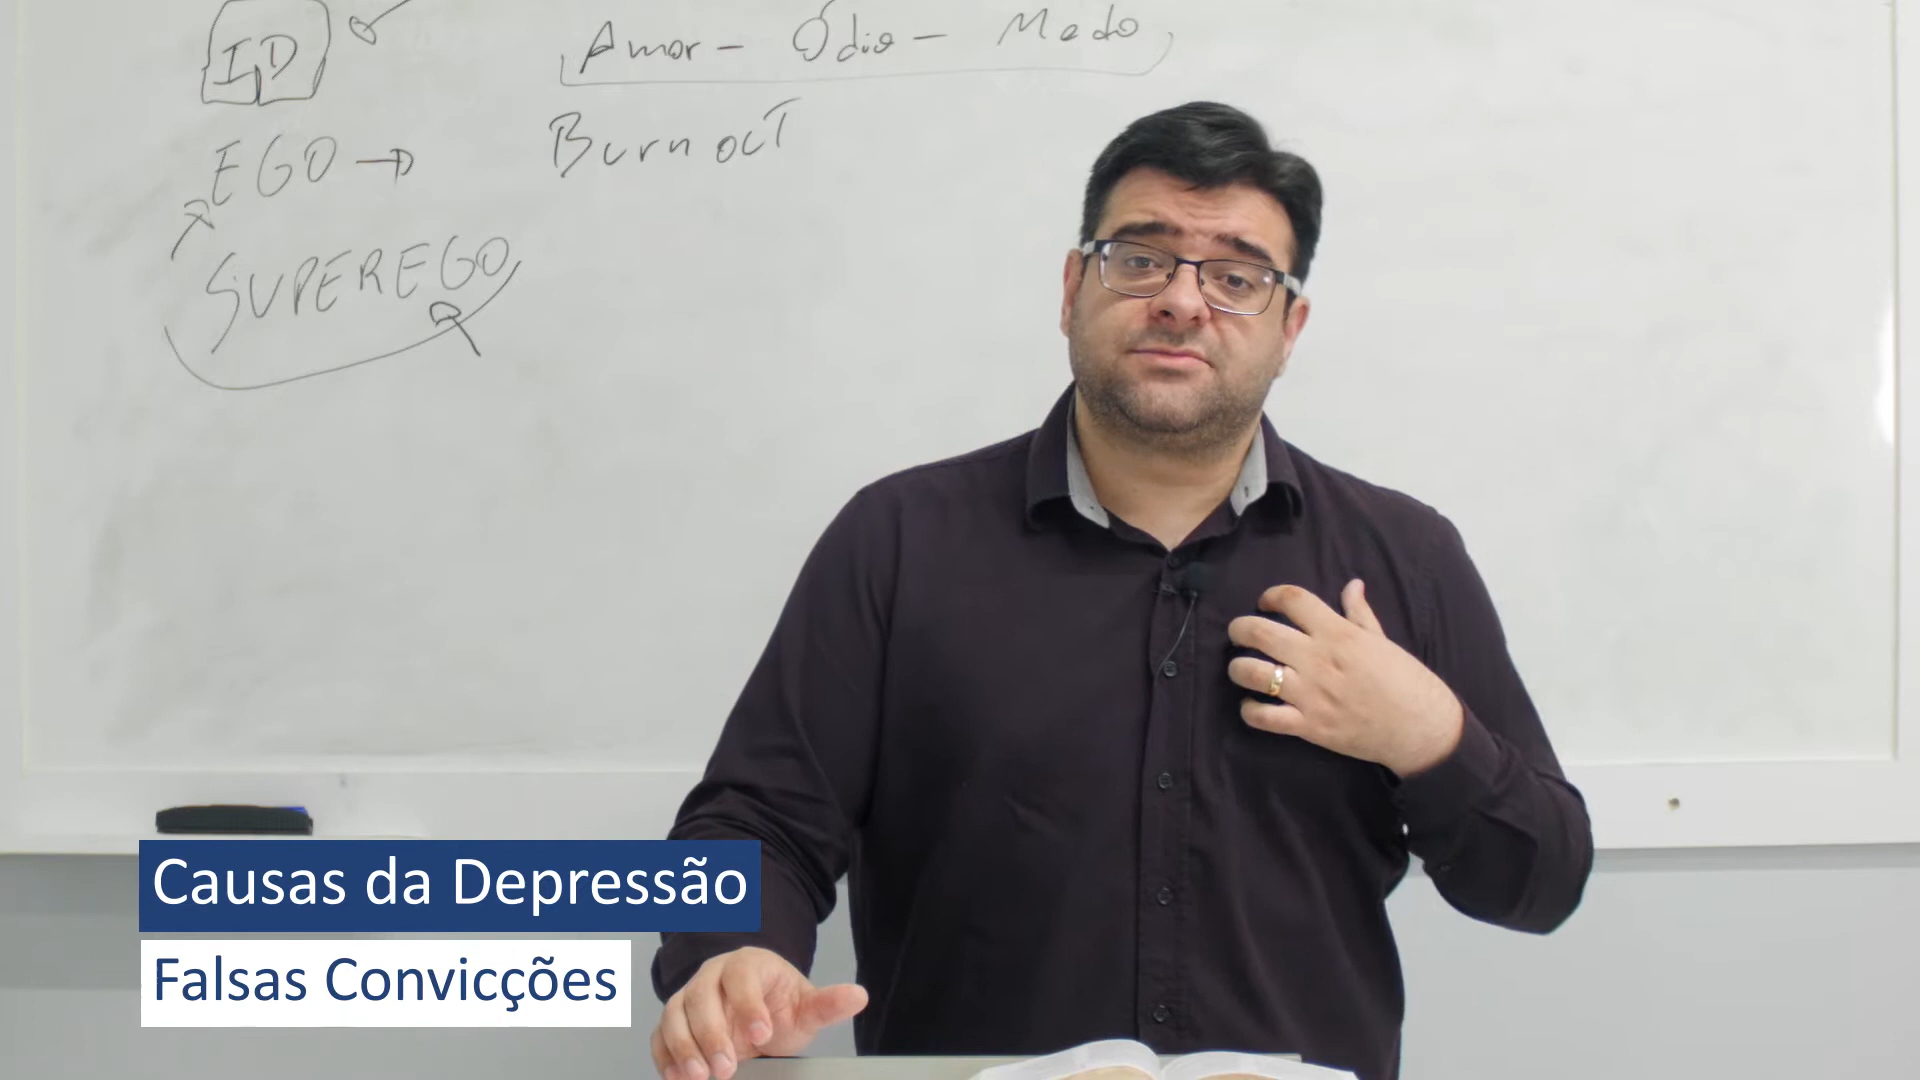 ID
Amor - Ódio - Medo
EGO →
Burnout
SUPEREGO
Causas da Depressão
Falsas Convicções